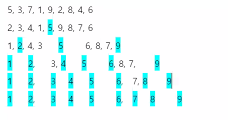 5, 3, 7, 1, 9, 2, 8, 4, 6
2, 3, 4, 1, 5, 9, 8, 7, 6
1, 2, 4, 3 5 6, 8, 7, 9
1 2, 3, 4 5 6, 8, 7, 9
1 2, 3 4 5 6, 7, 8 9
1 2, 3 4 5 6, 7 8 9